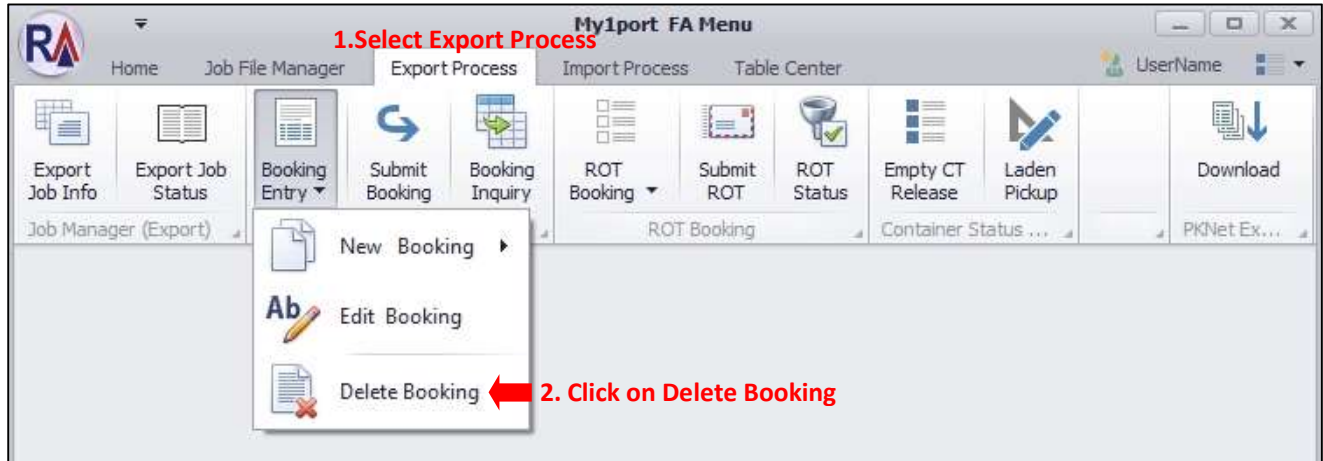 RA
My1port FA Menu
1.Select Export Process
Home Job File Manager Export Process Import Process Table Center UserName
Export Job Info
Export Job Status
Booking Entry
Submit Booking
Booking Inquiry
ROT Booking
Submit ROT
ROT Status
Empty CT Release
Laden Pickup
Download
Job Manager (Export) ROT Booking Container Status ... PKNet Ex...
New Booking
Ab Edit Booking
Delete Booking 2. Click on Delete Booking